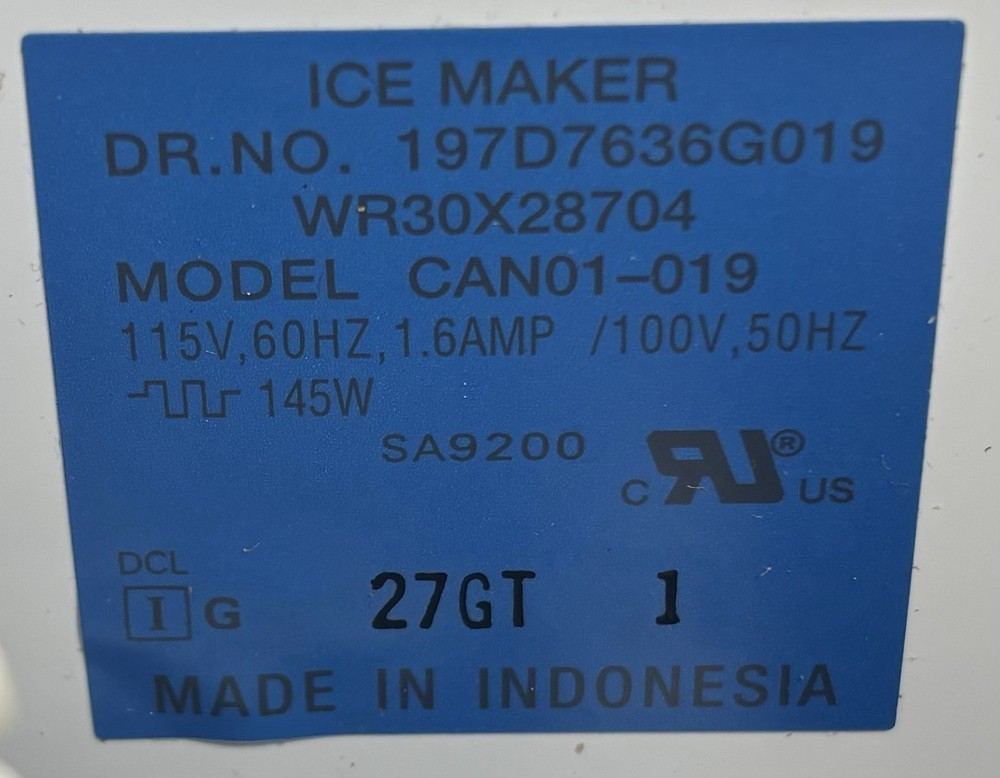 ICE MAKER
DR.NO. 197D7636G019
WR30X28704
MODEL CAN01-019
115V,60HZ,1.6AMP /100V,50HZ
145W
SA9200
C RU® US
DCL
I G 27GT 1
MADE IN INDONESIA